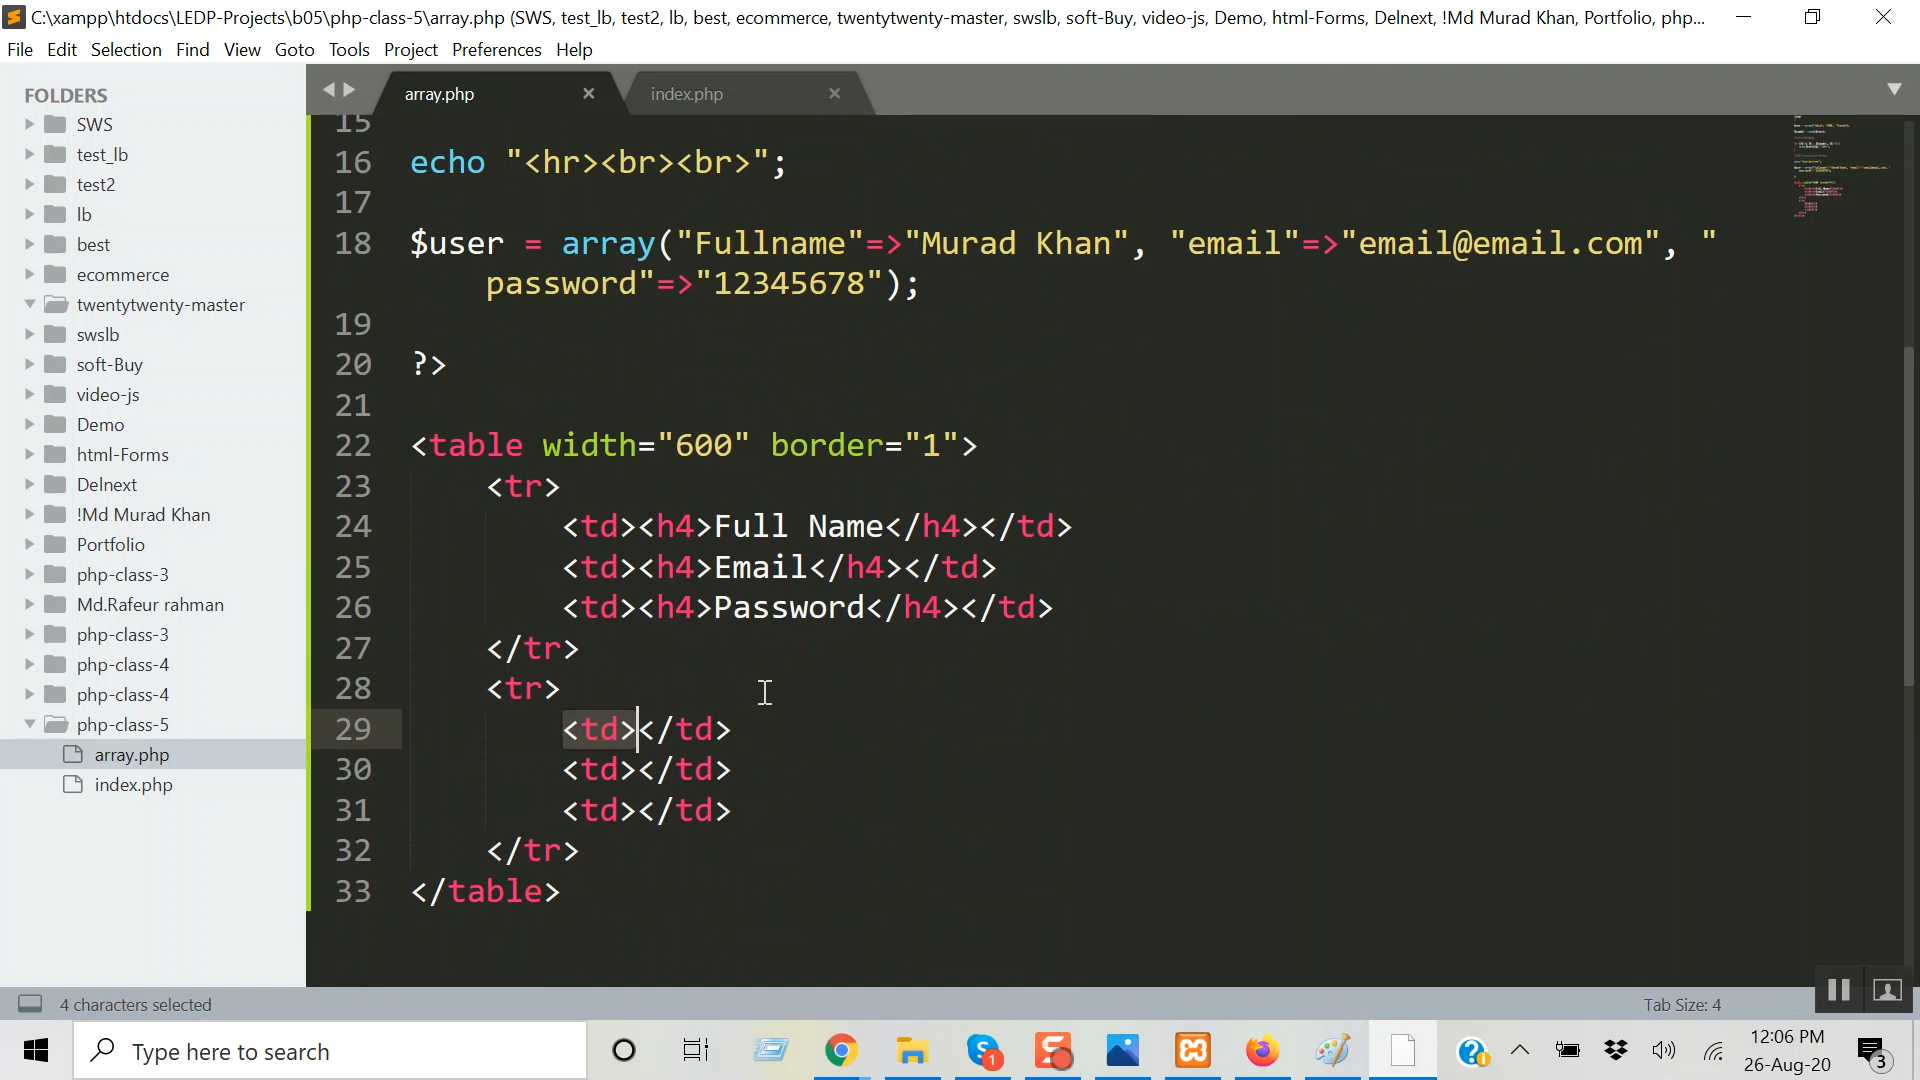 C:\xampp\htdocs\LEDP-Projects\b05\php-class-5\array.php (SWS, test_lb, test2, lb, best, ecommerce, twentytwenty-master, swslb, soft-Buy, video-js, Demo, html-Forms, Delnext, !Md Murad Khan, Portfolio, php...
File Edit Selection Find View Goto Tools Project Preferences Help
FOLDERS
SWS
test_lb
test2
lb
best
ecommerce
twentytwenty-master
swslb
soft-Buy
video-js
Demo
html-Forms
Delnext
!Md Murad Khan
Portfolio
php-class-3
Md.Rafeur rahman
php-class-3
php-class-4
php-class-4
php-class-5
array.php
index.php
array.php index.php
15
16 echo "<hr><br><br>";
17
18 $user = array("Fullname"=>"Murad Khan", "email"=>"email@email.com", "
password"=>"12345678");
19
20 ?>
21
22 <table width="600" border="1">
23 <tr>
24 <td><h4>Full Name</h4></td>
25 <td><h4>Email</h4></td>
26 <td><h4>Password</h4></td>
27 </tr>
28 <tr>
29 <td></td>
30 <td></td>
31 <td></td>
32 </tr>
33 </table>
4 characters selected
Tab Size: 4
Type here to search
1
12:06 PM
26-Aug-20
3